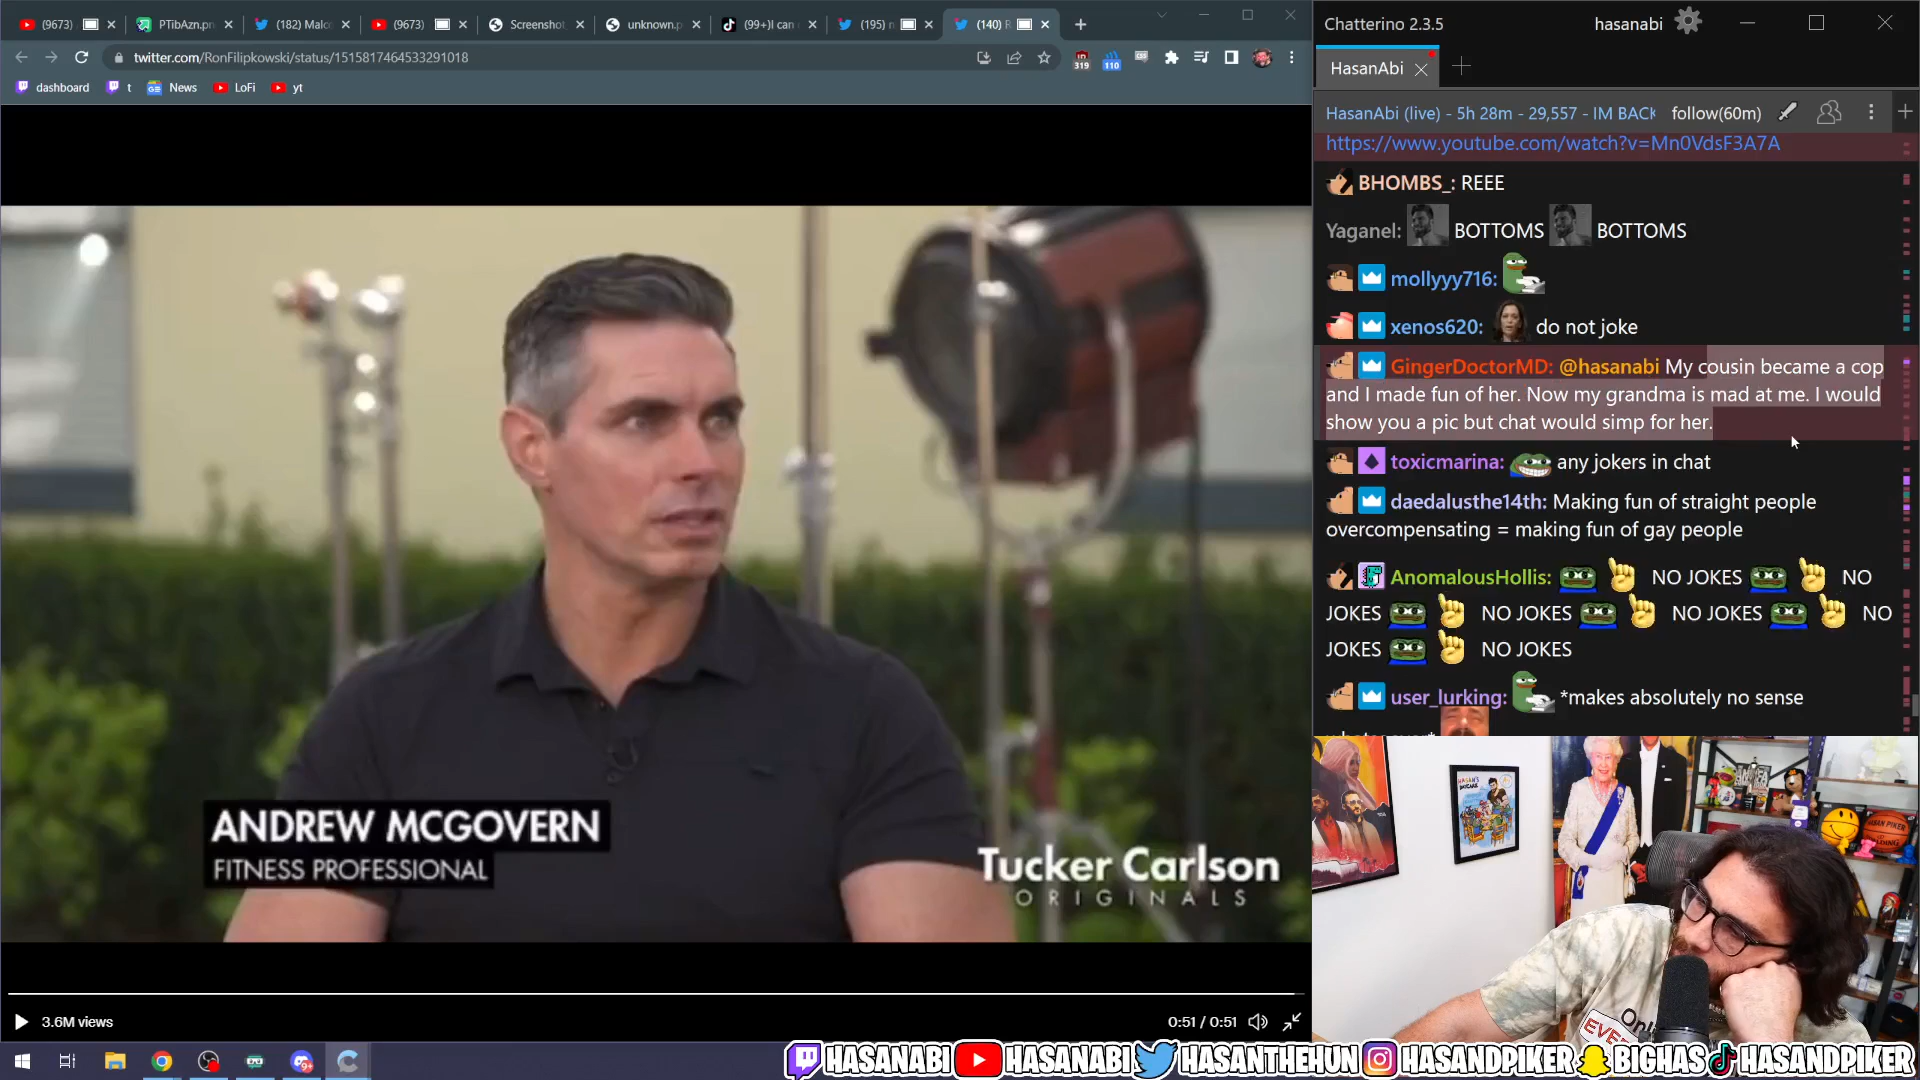 (9673)
PTibAzn.pn
(182) Malco
(9673)
Screenshot
unknown.p
(99+) I can
(195) n
(140) R
Chatterino 2.3.5
hasanabi
twitter.com/RonFilipkowski/status/1515817464533291018
319
110
HasanAbi
dashboard
t
News
LoFi
yt
HasanAbi (live) - 5h 28m - 29,557 - IM BACK
follow(60m)
https://www.youtube.com/watch?v=Mn0VdsF3A7A
BHOMBS_: REEE
Yaganel: BOTTOMS BOTTOMS
mollyyy716:
xenos620: do not joke
GingerDoctorMD: @hasanabi My cousin became a cop
and I made fun of her. Now my grandma is mad at me. I would
show you a pic but chat would simp for her.
toxicmarina: any jokers in chat
daedalusthe14th: Making fun of straight people
overcompensating = making fun of gay people
AnomalousHollis: NO JOKES NO
JOKES NO JOKES NO JOKES NO
JOKES NO JOKES
user_lurking: *makes absolutely no sense
ANDREW MCGOVERN
FITNESS PROFESSIONAL
Tucker Carlson
ORIGINALS
3.6M views
0:51 / 0:51
HASANABI
HASANABI
HASANTHEHUN
HASANDPIKER
BIGHAS
HASANDPIKER